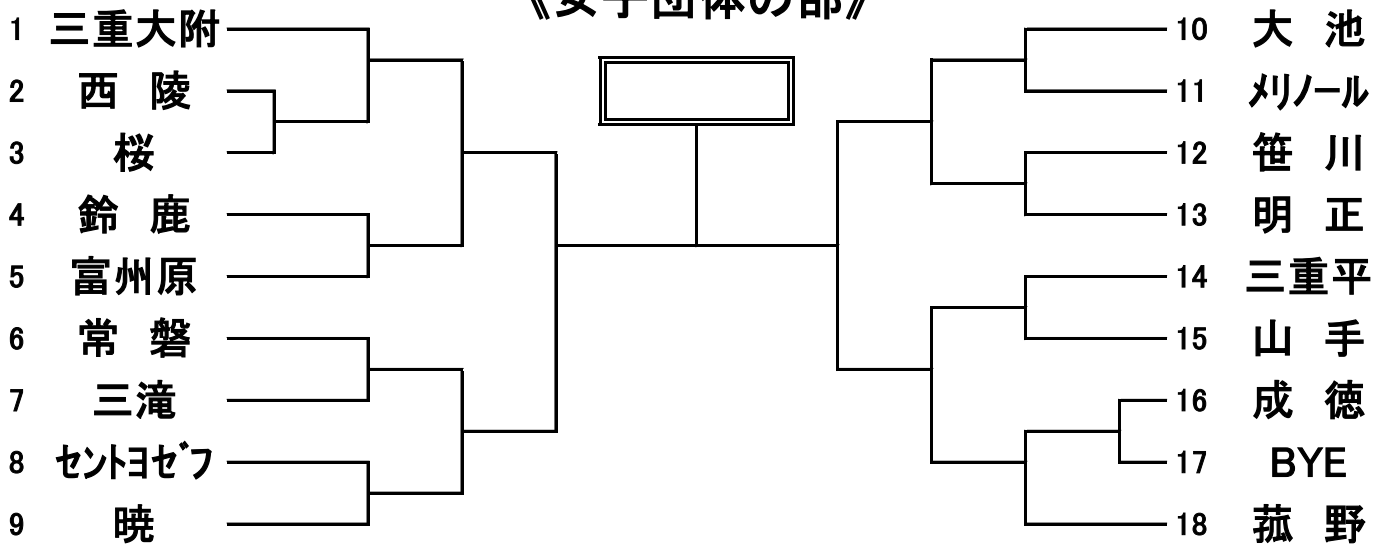 《女子団体の部》
1 三重大附
2 西 陵
3 桜
4 鈴 鹿
5 富州原
6 常 磐
7 三滝
8 セントヨゼフ
9 暁
10 大 池
11 メリノール
12 笹 川
13 明 正
14 三重平
15 山 手
16 成 徳
17 BYE
18 菰 野